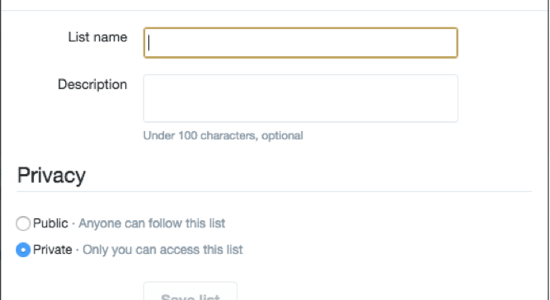 List name
Description
Under 100 characters, optional
Privacy
Public · Anyone can follow this list
Private · Only you can access this list
Save list